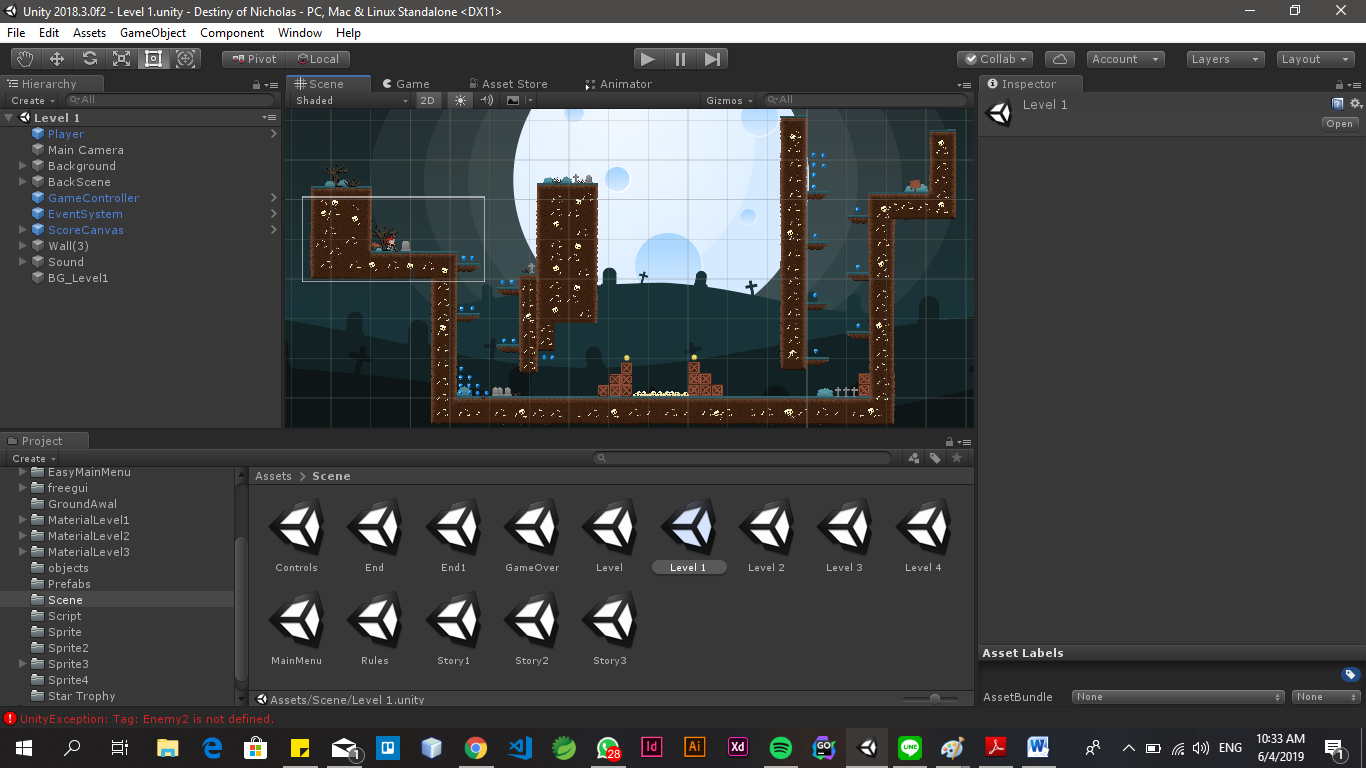 Unity 2018.3.0f2 - Level 1.unity - Destiny of Nicholas - PC, Mac & Linux Standalone <DX11>
File Edit Assets GameObject Component Window Help
Pivot Local Collab Account Layers Layout
Hierarchy
Create All
Level 1
Player
Main Camera
Background
BackScene
GameController
EventSystem
ScoreCanvas
Wall(3)
Sound
BG_Level1
Scene Game Asset Store Animator
Shaded 2D Gizmos All
Inspector
Level 1
Open
Project
Create
EasyMainMenu
freegui
GroundAwal
MaterialLevel1
MaterialLevel2
MaterialLevel3
objects
Prefabs
Scene
Script
Sprite
Sprite2
Sprite3
Sprite4
Star Trophy
Assets > Scene
Controls End End1 GameOver Level Level 1 Level 2 Level 3 Level 4
MainMenu Rules Story1 Story2 Story3
Assets/Scene/Level 1.unity
Asset Labels
AssetBundle None None
UnityException: Tag: Enemy2 is not defined.
1 28 Id Ai Xd GO LINE W ENG
10:33 AM
6/4/2019
1